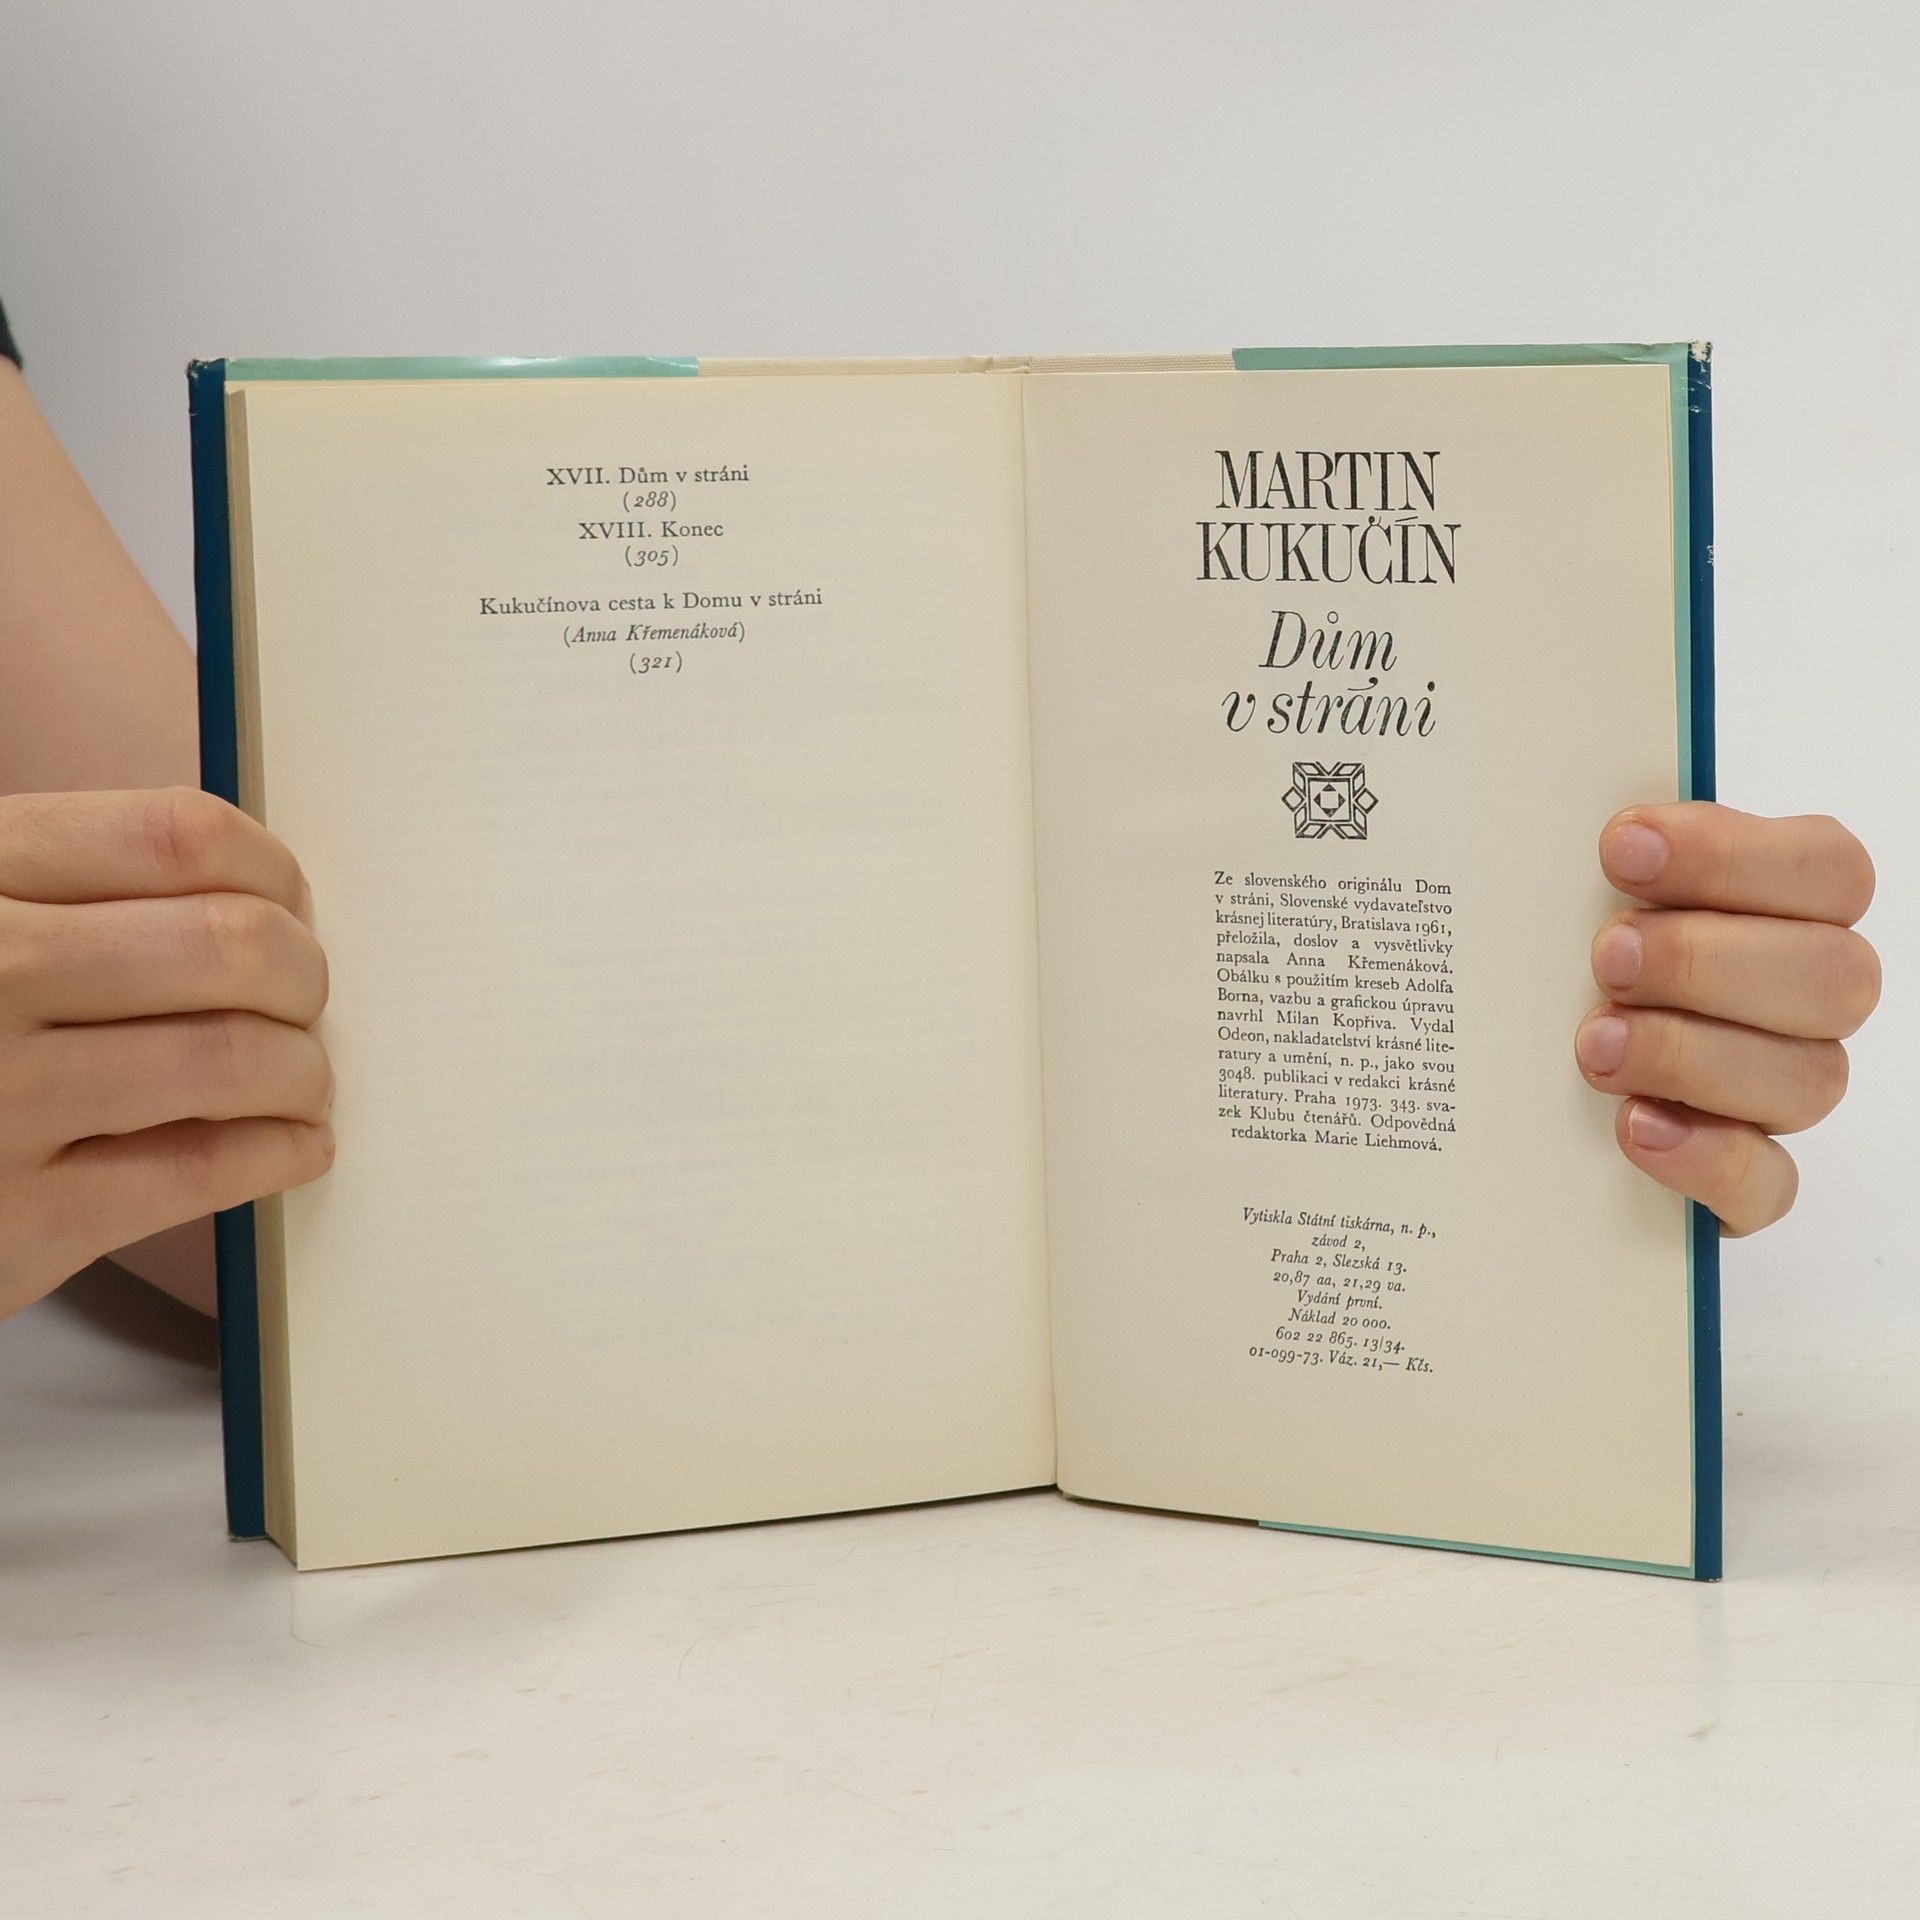 XVII. Dům v stráni
(288)
XVIII. Konec
(305)
Kukučínova cesta k Domu v stráni
(Anna Křemenáková)
(321)
MARTIN
KUKUČÍN
Dům
v stráni
Ze slovenského originálu Dom
v stráni, Slovenské vydavateľstvo
krásnej literatúry, Bratislava 1961,
přeložila, doslov a vysvětlivky
napsala Anna Křemenáková.
Obálku s použitím kreseb Adolfa
Borna, vazbu a grafickou úpravu
navrhl Milan Kopřiva. Vydal
Odeon, nakladatelství krásné lite-
ratury a umění, n. p., jako svou
3048. publikaci v redakci krásné
literatury. Praha 1973. 343. sva-
zek Klubu čtenářů. Odpovědná
redaktorka Marie Liehmová.
Vytiskla Státní tiskárna, n. p.,
závod 2,
Praha 2, Slezská 13.
20,87 aa, 21,29 va.
Vydání první.
Náklad 20 000.
602 22 865. 13/34.
01-099-73. Váz. 21,— Kčs.